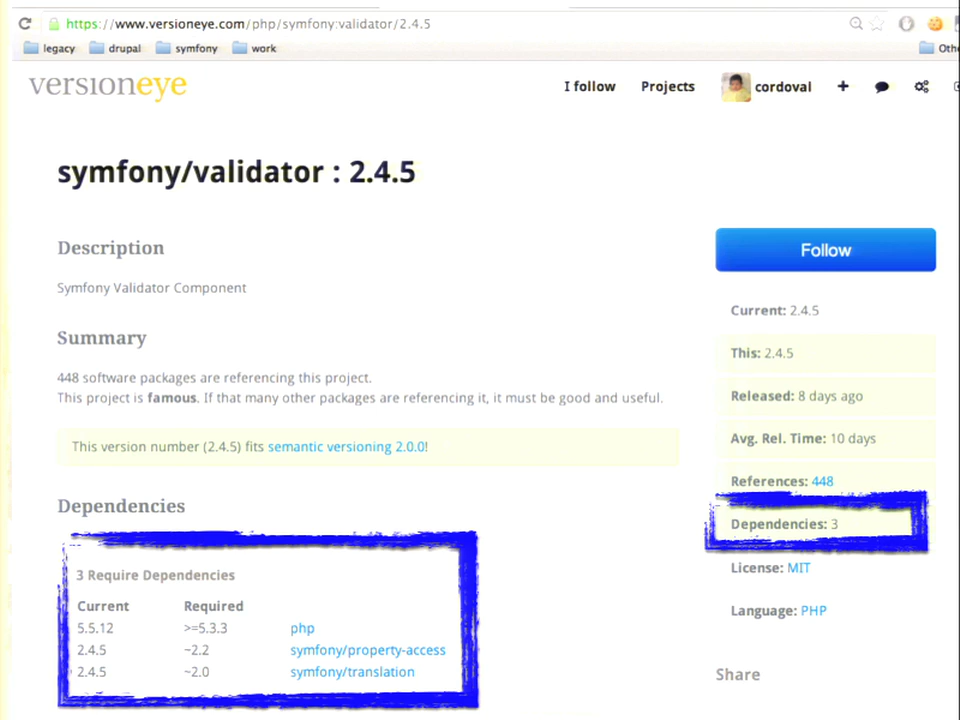 https://www.versioneye.com/php/symfony:validator/2.4.5
legacy drupal symfony work
versioneye
I follow Projects cordoval
symfony/validator : 2.4.5
Description
Symfony Validator Component
Summary
448 software packages are referencing this project.
This project is famous. If that many other packages are referencing it, it must be good and useful.
This version number (2.4.5) fits semantic versioning 2.0.0!
Dependencies
3 Require Dependencies
Current Required
5.5.12 >=5.3.3 php
2.4.5 ~2.2 symfony/property-access
2.4.5 ~2.0 symfony/translation
Follow
Current: 2.4.5
This: 2.4.5
Released: 8 days ago
Avg. Rel. Time: 10 days
References: 448
Dependencies: 3
License: MIT
Language: PHP
Share